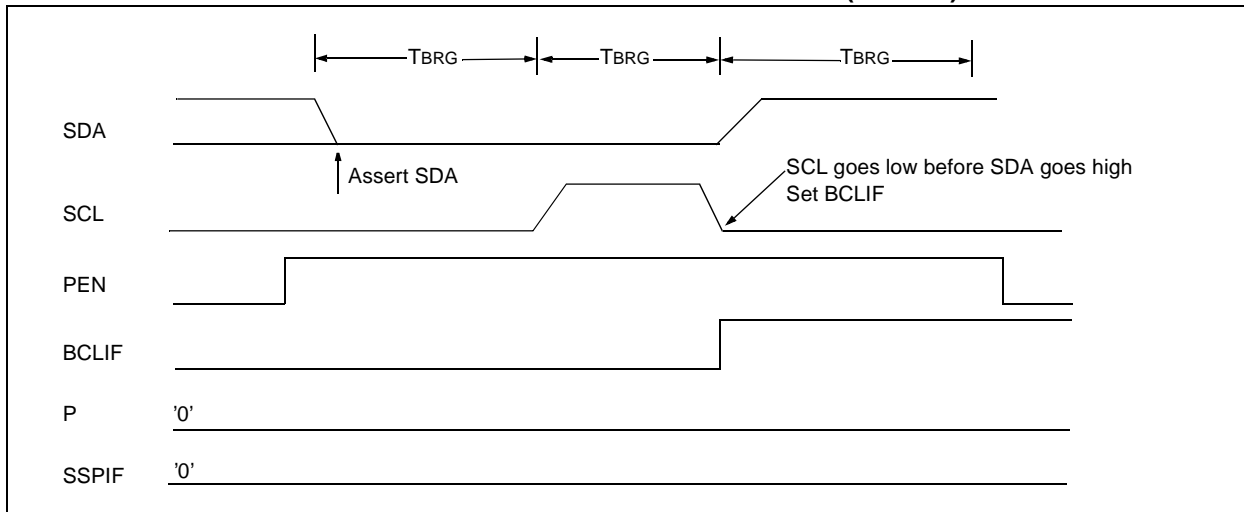 TBRG TBRG TBRG
SDA
Assert SDA
SCL goes low before SDA goes high
Set BCLIF
SCL
PEN
BCLIF
P '0'
SSPIF '0'